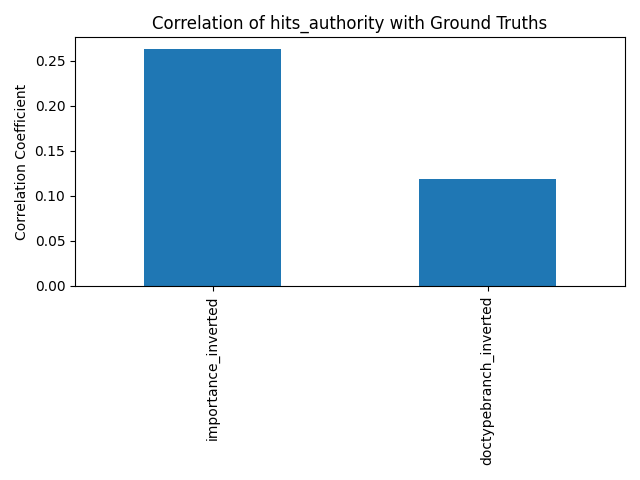 Correlation of hits_authority with Ground Truths
Correlation Coefficient
0.25
0.20
0.15
0.10
0.05
0.00
importance_inverted
doctypebranch_inverted